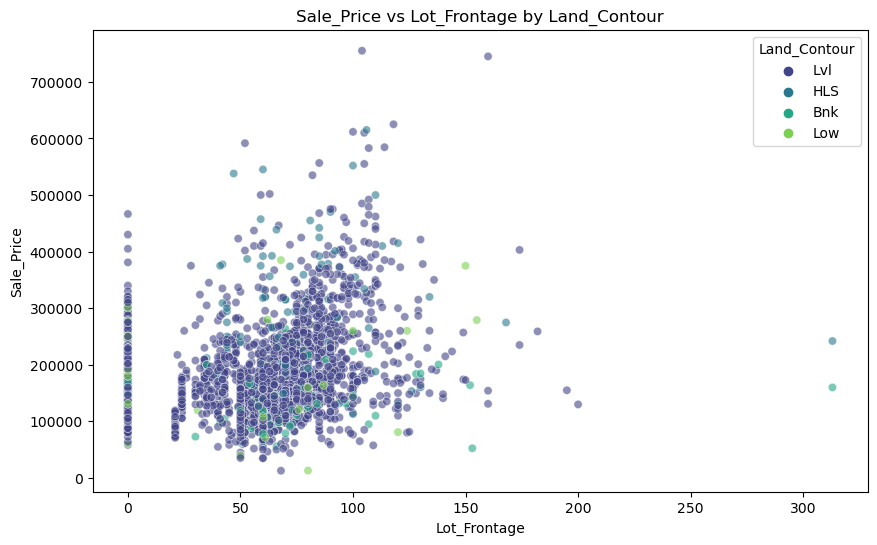 Sale_Price vs Lot_Frontage by Land_Contour
Land_Contour
Lvl
HLS
Bnk
Low
700000
600000
500000
400000
300000
200000
100000
0
Sale_Price
0 50 100 150 200 250 300
Lot_Frontage